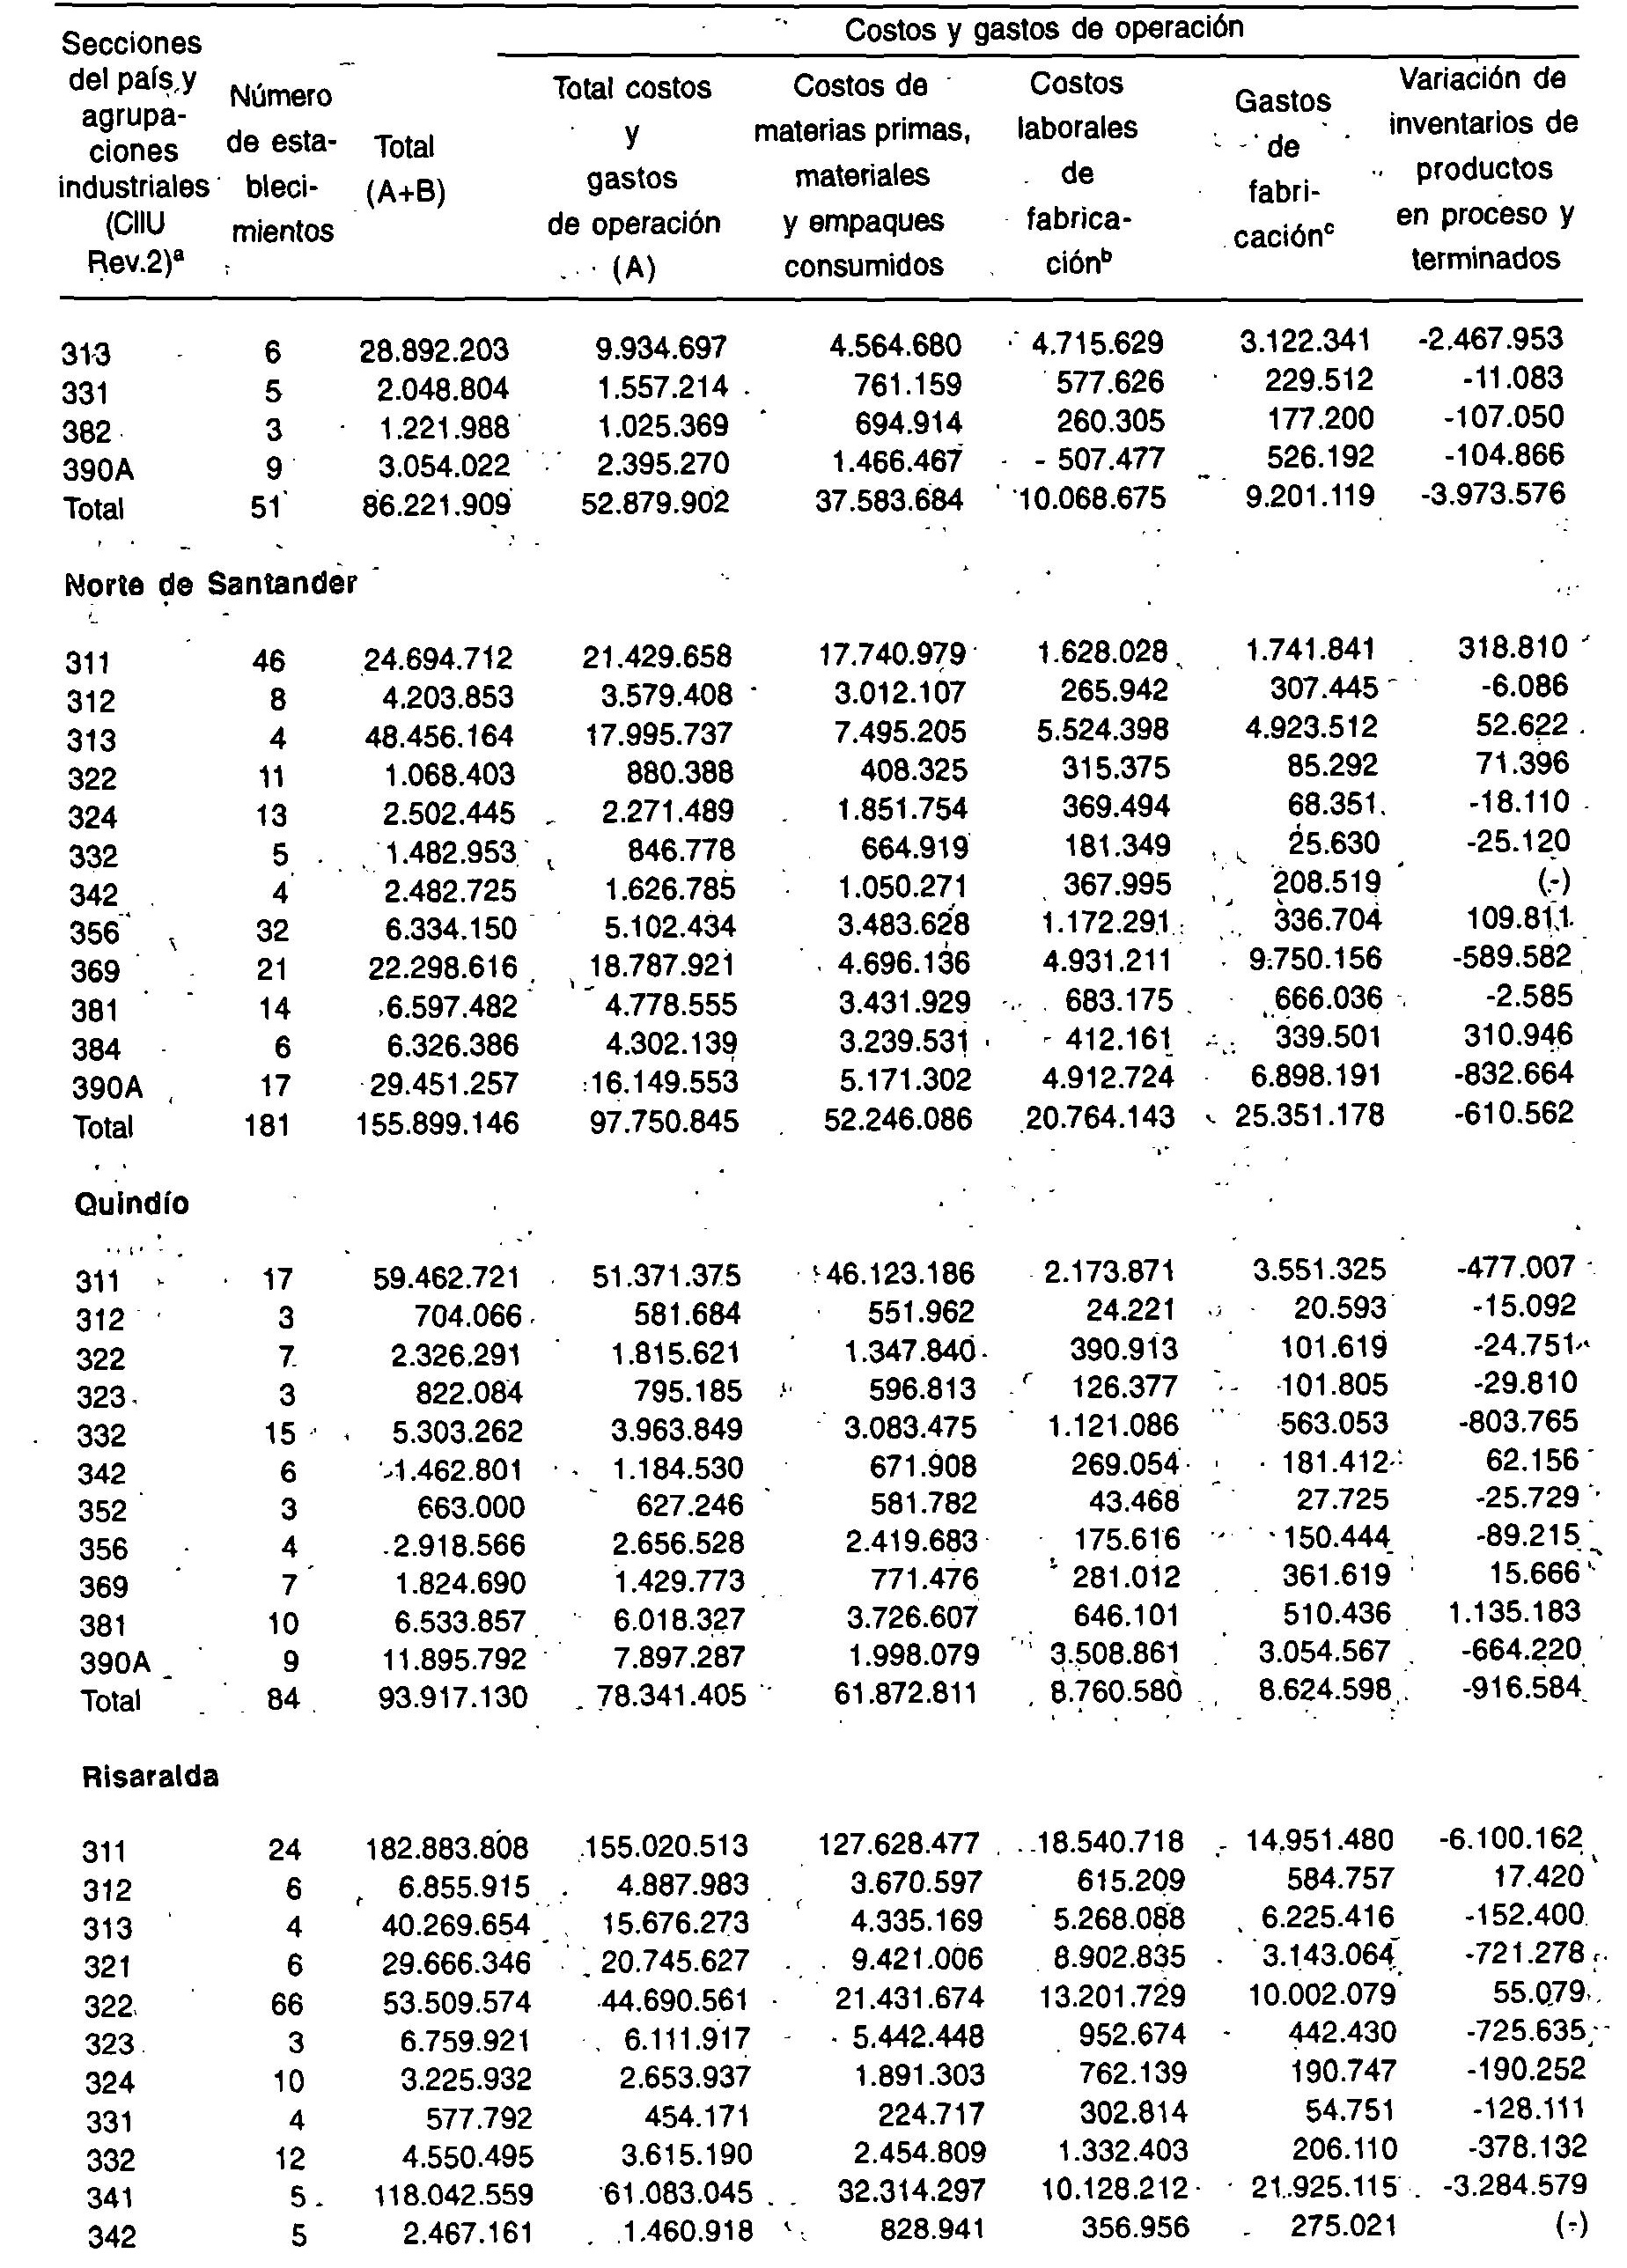 Costos y gastos de operación
Secciones del país y agrupaciones industriales (CIIU Rev.2)ª | Número de estable­cimientos | Total (A+B) | Total costos y gastos de operación (A) | Costos de materias primas, materiales y empaques consumidos | Costos laborales de fabricaciónᵇ | Gastos de fabricaciónᶜ | Variación de inventarios de productos en proceso y terminados
313 6 28.892.203 9.934.697 4.564.680 4.715.629 3.122.341 -2.467.953
331 5 2.048.804 1.557.214 761.159 577.626 229.512 -11.083
382 3 1.221.988 1.025.369 694.914 260.305 177.200 -107.050
390A 9 3.054.022 2.395.270 1.466.467 507.477 526.192 -104.866
Total 51 86.221.909 52.879.902 37.583.684 10.068.675 9.201.119 -3.973.576
Norte de Santander
311 46 24.694.712 21.429.658 17.740.979 1.628.028 1.741.841 318.810
312 8 4.203.853 3.579.408 3.012.107 265.942 307.445 -6.086
313 4 48.456.164 17.995.737 7.495.205 5.524.398 4.923.512 52.622
322 11 1.068.403 880.388 408.325 315.375 85.292 71.396
324 13 2.502.445 2.271.489 1.851.754 369.494 68.351 -18.110
332 5 1.482.953 846.778 664.919 181.349 25.630 -25.120
342 4 2.482.725 1.626.785 1.050.271 367.995 208.519 (-)
356 32 6.334.150 5.102.434 3.483.628 1.172.291 336.704 109.811
369 21 22.298.616 18.787.921 4.696.136 4.931.211 9.750.156 -589.582
381 14 6.597.482 4.778.555 3.431.929 683.175 666.036 -2.585
384 6 6.326.386 4.302.139 3.239.531 412.161 339.501 310.946
390A 17 29.451.257 16.149.553 5.171.302 4.912.724 6.898.191 -832.664
Total 181 155.899.146 97.750.845 52.246.086 20.764.143 25.351.178 -610.562
Quindío
311 17 59.462.721 51.371.375 46.123.186 2.173.871 3.551.325 -477.007
312 3 704.066 581.684 551.962 24.221 20.593 -15.092
322 7 2.326.291 1.815.621 1.347.840 390.913 101.619 -24.751
323 3 822.084 795.185 596.813 126.377 101.805 -29.810
332 15 5.303.262 3.963.849 3.083.475 1.121.086 563.053 -803.765
342 6 1.462.801 1.184.530 671.908 269.054 181.412 62.156
352 3 663.000 627.246 581.782 43.468 27.725 -25.729
356 4 2.918.566 2.656.528 2.419.683 175.616 150.444 -89.215
369 7 1.824.690 1.429.773 771.476 281.012 361.619 15.666
381 10 6.533.857 6.018.327 3.726.607 646.101 510.436 1.135.183
390A 9 11.895.792 7.897.287 1.998.079 3.508.861 3.054.567 -664.220
Total 84 93.917.130 78.341.405 61.872.811 8.760.580 8.624.598 -916.584
Risaralda
311 24 182.883.808 155.020.513 127.628.477 18.540.718 14.951.480 -6.100.162
312 6 6.855.915 4.887.983 3.670.597 615.209 584.757 17.420
313 4 40.269.654 15.676.273 4.335.169 5.268.088 6.225.416 -152.400
321 6 29.666.346 20.745.627 9.421.006 8.902.835 3.143.064 -721.278
322 66 53.509.574 44.690.561 21.431.674 13.201.729 10.002.079 55.079
323 3 6.759.921 6.111.917 5.442.448 952.674 442.430 -725.635
324 10 3.225.932 2.653.937 1.891.303 762.139 190.747 -190.252
331 4 577.792 454.171 224.717 302.814 54.751 -128.111
332 12 4.550.495 3.615.190 2.454.809 1.332.403 206.110 -378.132
341 5 118.042.559 61.083.045 32.314.297 10.128.212 21.925.115 -3.284.579
342 5 2.467.161 1.460.918 828.941 356.956 275.021 (-)